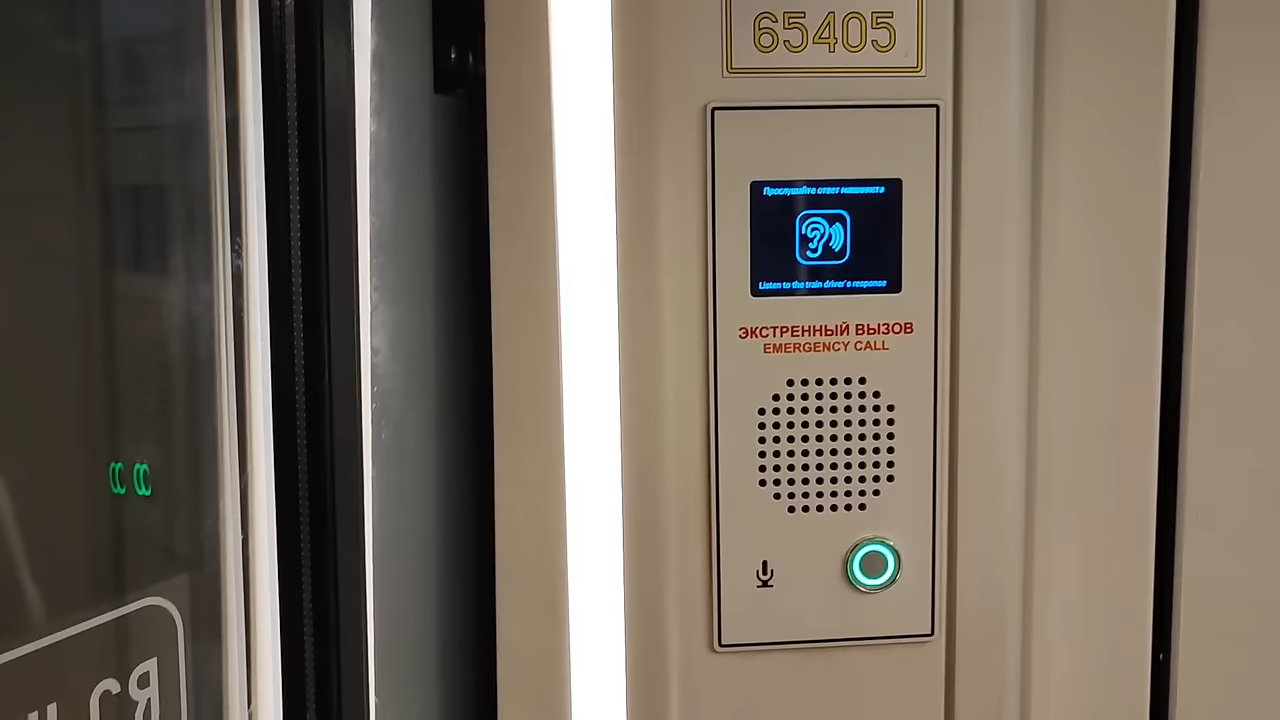 65405
Прослушайте ответ машиниста
Listen to the train driver's response
ЭКСТРЕННЫЙ ВЫЗОВ
EMERGENCY CALL